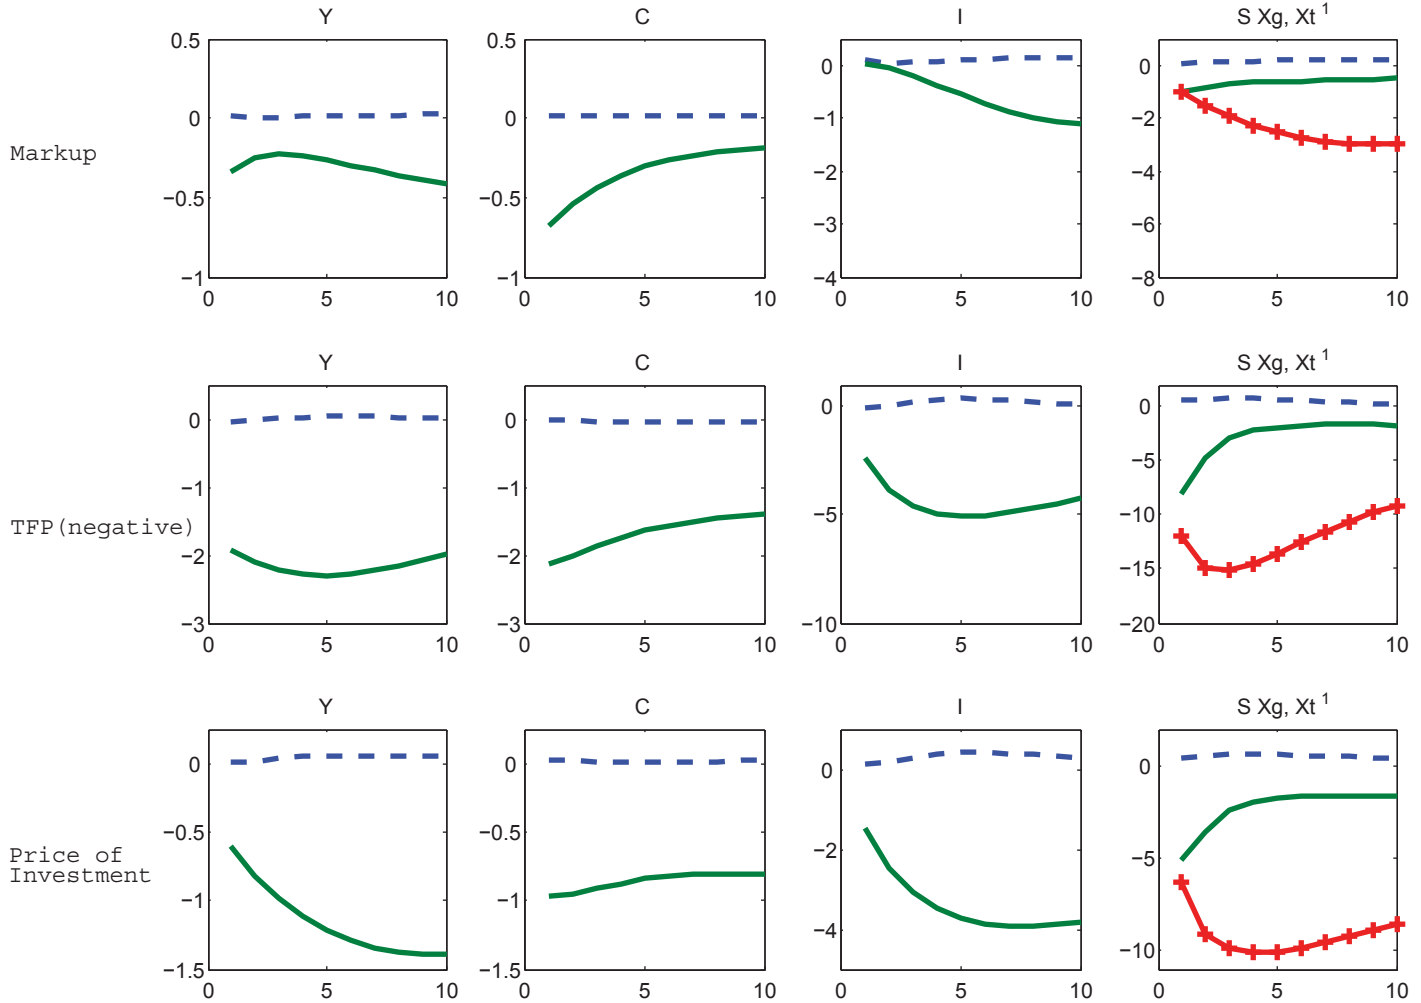 Y C I S Xg, Xt 1
0.5 0.5
0 0 0 0
Markup
−1 −2
−0.5 −0.5 −2 −4
−3 −6
−1 −1 −4 −8
0 5 10 0 5 10 0 5 10 0 5 10
Y C I S Xg, Xt 1
0 0 0 0
−1 −1 −5
TFP(negative) −5 −10
−2 −2 −15
−3 −3 −10 −20
0 5 10 0 5 10 0 5 10 0 5 10
Y C I S Xg, Xt 1
0 0 0 0
−0.5 −0.5 −2 −5
Price of
Investment
−1 −1 −4 −10
−1.5 −1.5
0 5 10 0 5 10 0 5 10 0 5 10